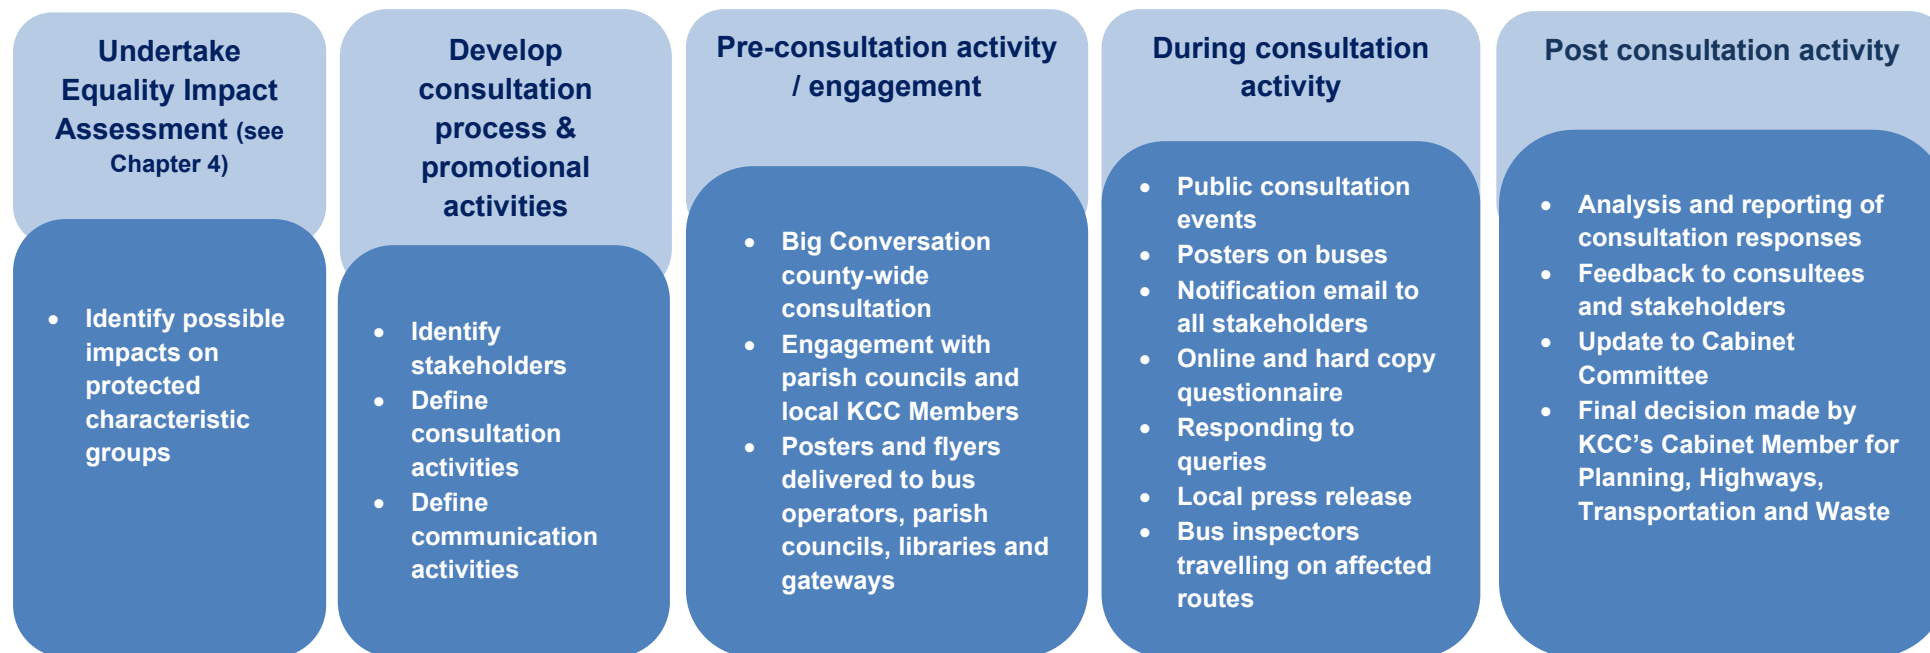 Undertake
Equality Impact
Assessment (see
Chapter 4)
• Identify possible
impacts on
protected
characteristic
groups
Develop
consultation
process &
promotional
activities
• Identify
stakeholders
• Define
consultation
activities
• Define
communication
activities
Pre-consultation activity
/ engagement
• Big Conversation
county-wide
consultation
• Engagement with
parish councils and
local KCC Members
• Posters and flyers
delivered to bus
operators, parish
councils, libraries and
gateways
During consultation
activity
• Public consultation
events
• Posters on buses
• Notification email to
all stakeholders
• Online and hard copy
questionnaire
• Responding to
queries
• Local press release
• Bus inspectors
travelling on affected
routes
Post consultation activity
• Analysis and reporting of
consultation responses
• Feedback to consultees
and stakeholders
• Update to Cabinet
Committee
• Final decision made by
KCC’s Cabinet Member for
Planning, Highways,
Transportation and Waste